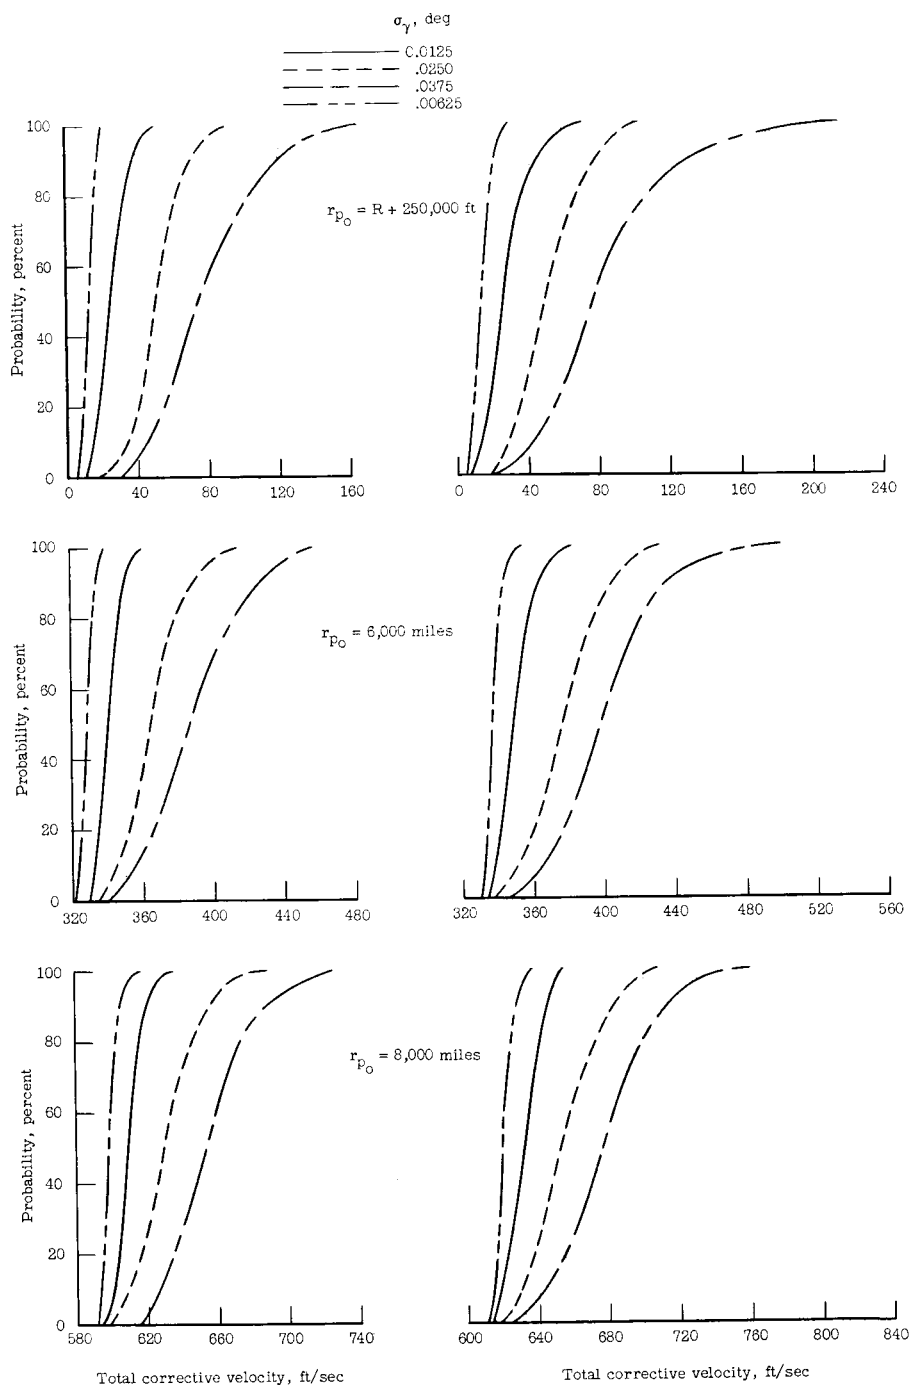 σγ, deg
0.0125
.0250
.0375
.00625
100
80
60
40
20
0
Probability, percent
0 40 80 120 160
rpo = R + 250,000 ft
0 40 80 120 160 200 240
100
80
60
40
20
0
Probability, percent
320 360 400 440 480
rpo = 6,000 miles
320 360 400 440 480 520 560
100
80
60
40
20
0
Probability, percent
580 620 660 700 740
Total corrective velocity, ft/sec
rpo = 8,000 miles
600 640 680 720 760 800 840
Total corrective velocity, ft/sec